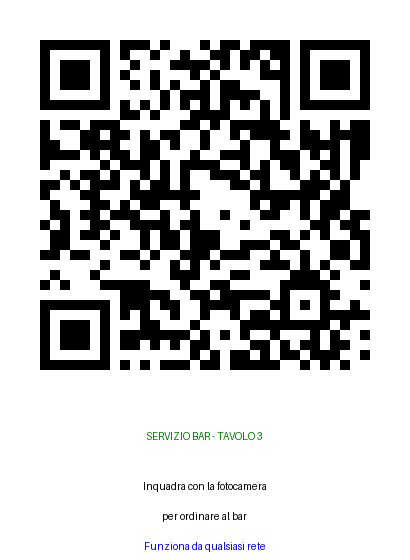 SERVIZIO BAR - TAVOLO 3
Inquadra con la fotocamera
per ordinare al bar
Funziona da qualsiasi rete